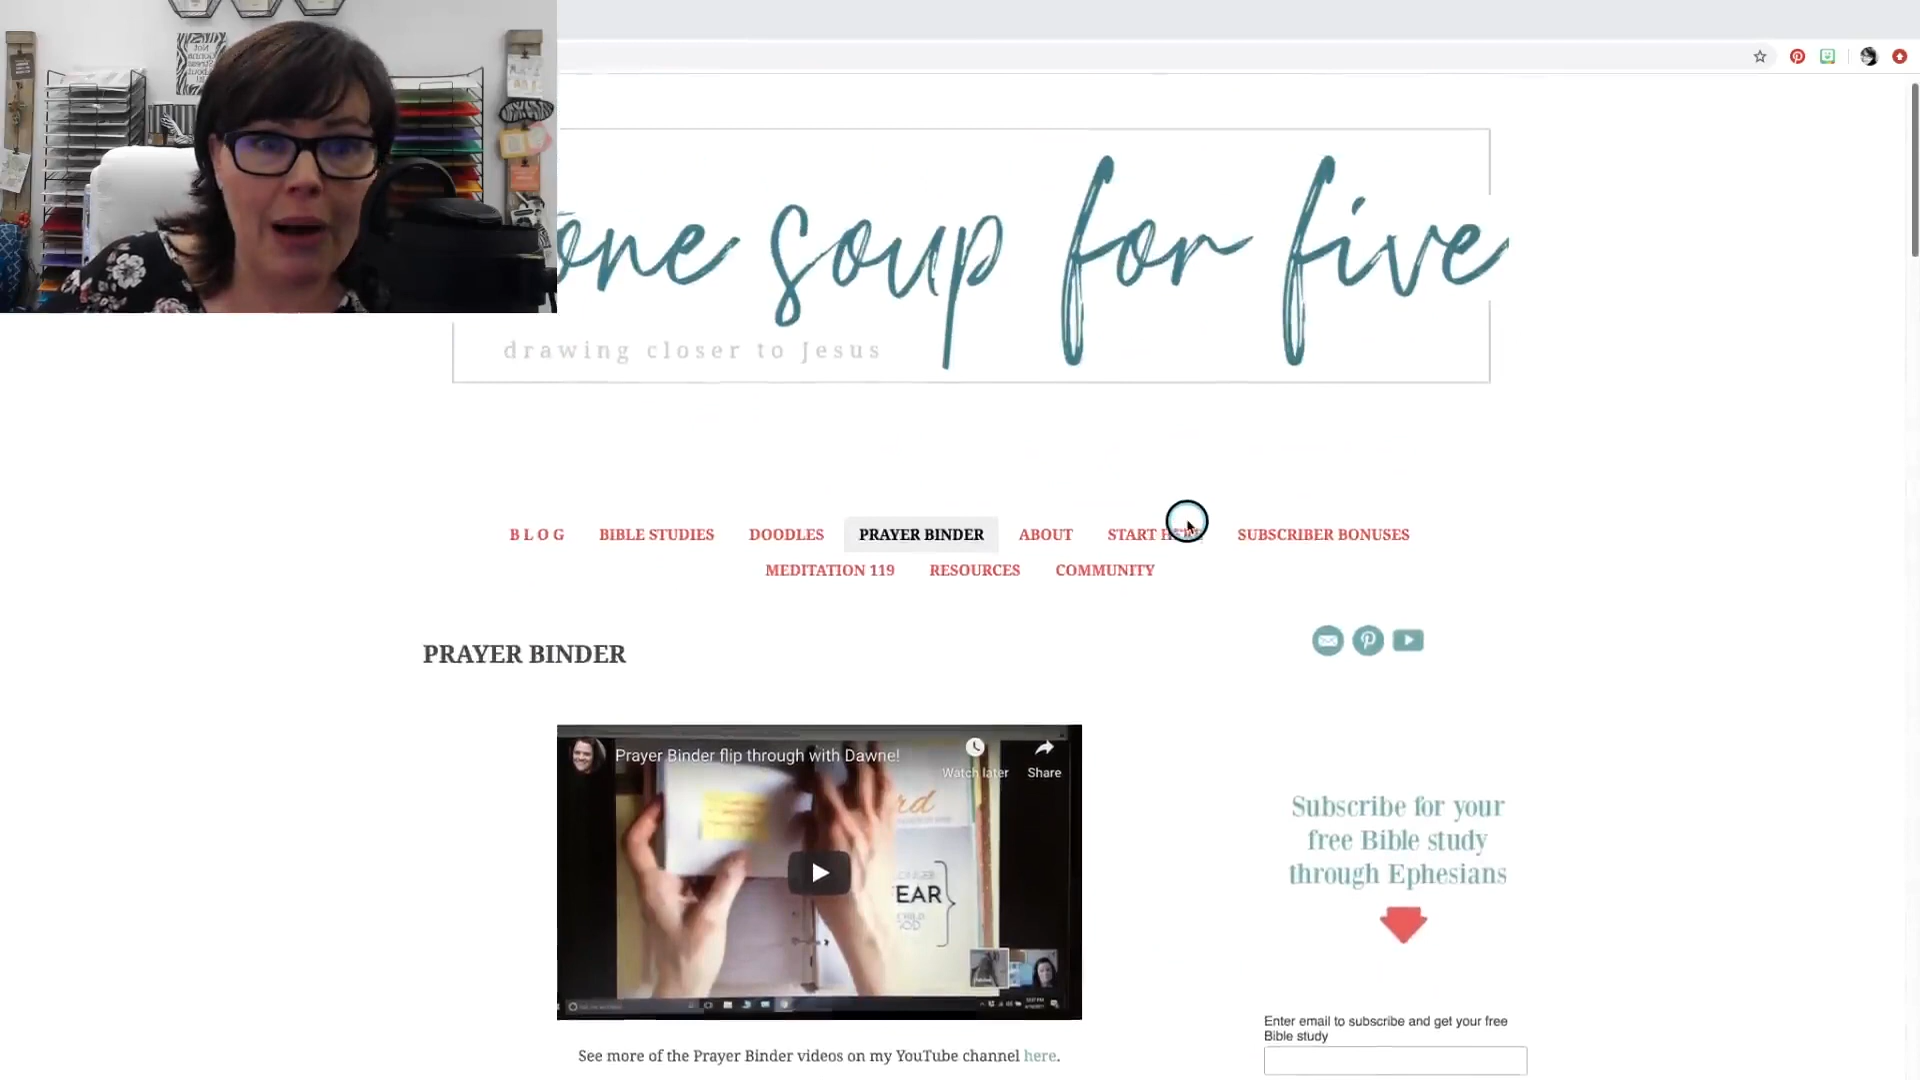 one soup for five
drawing closer to Jesus
B L O G
BIBLE STUDIES
DOODLES
PRAYER BINDER
ABOUT
START
SUBSCRIBER BONUSES
MEDITATION 119
RESOURCES
COMMUNITY
PRAYER BINDER
Prayer Binder flip through with Dawne!
Watch later
Share
EAR
Subscribe for your
free Bible study
through Ephesians
Enter email to subscribe and get your free
Bible study
See more of the Prayer Binder videos on my YouTube channel here.